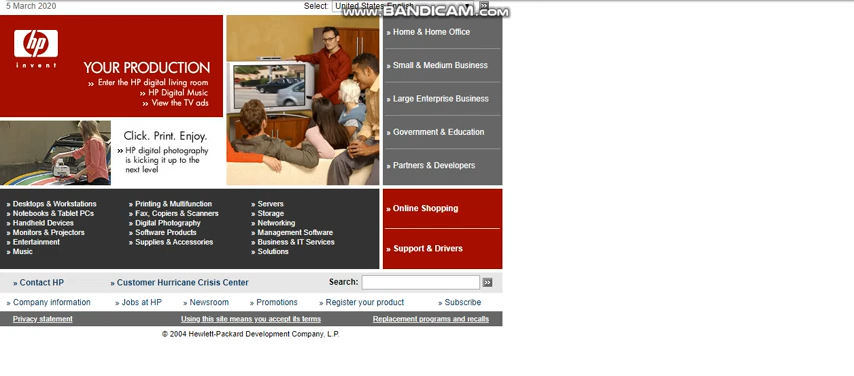 5 March 2020
Select: United States English
www.BANDICAM.com
hp
invent
YOUR PRODUCTION
» Enter the HP digital living room
» HP Digital Music
» View the TV ads
Click. Print. Enjoy.
» HP digital photography
is kicking it up to the
next level
» Home & Home Office
» Small & Medium Business
» Large Enterprise Business
» Government & Education
» Partners & Developers
» Desktops & Workstations
» Notebooks & Tablet PCs
» Handheld Devices
» Monitors & Projectors
» Entertainment
» Music
» Printing & Multifunction
» Fax, Copiers & Scanners
» Digital Photography
» Software Products
» Supplies & Accessories
» Servers
» Storage
» Networking
» Management Software
» Business & IT Services
» Solutions
» Online Shopping
» Support & Drivers
» Contact HP » Customer Hurricane Crisis Center Search: »
» Company information » Jobs at HP » Newsroom » Promotions » Register your product » Subscribe
Privacy statement Using this site means you accept its terms Replacement programs and recalls
© 2004 Hewlett-Packard Development Company, L.P.